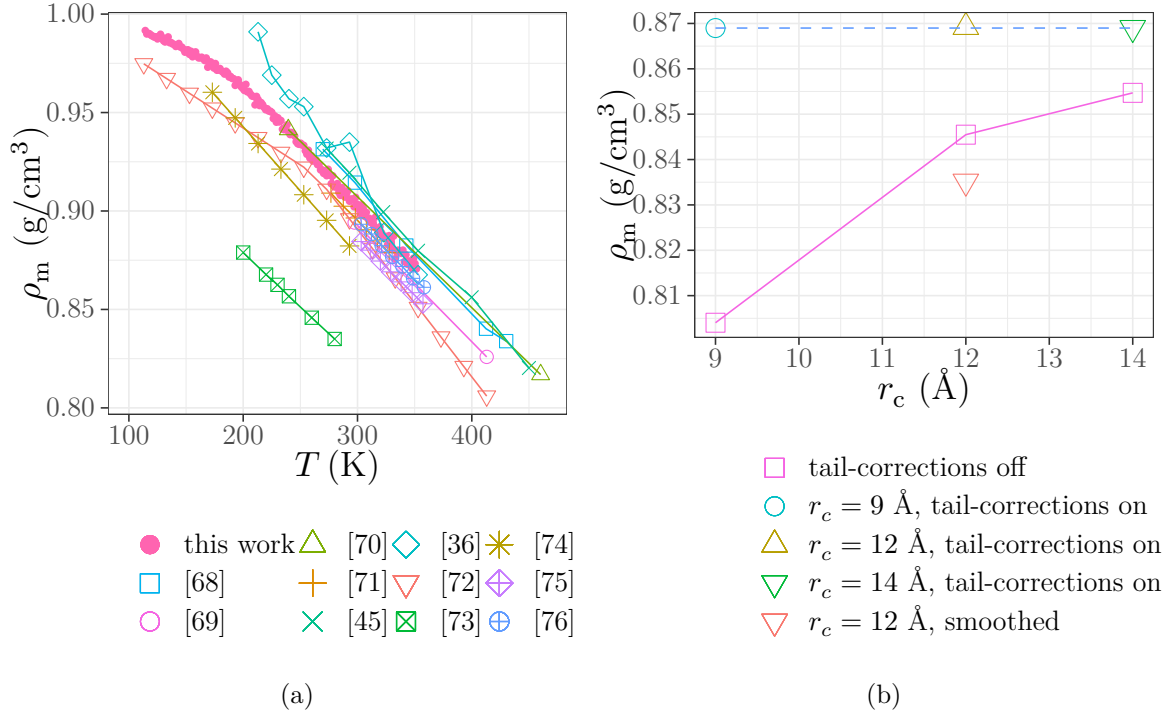 1.00
0.95
0.90
0.85
0.80
ρm (g/cm³)
100 200 300 400
T (K)
this work [70] [36] [74]
[68] [71] [72] [75]
[69] [45] [73] [76]
(a)
0.87
0.86
0.85
0.84
0.83
0.82
0.81
ρm (g/cm³)
9 10 11 12 13 14
rc (Å)
tail-corrections off
rc = 9 Å, tail-corrections on
rc = 12 Å, tail-corrections on
rc = 14 Å, tail-corrections on
rc = 12 Å, smoothed
(b)